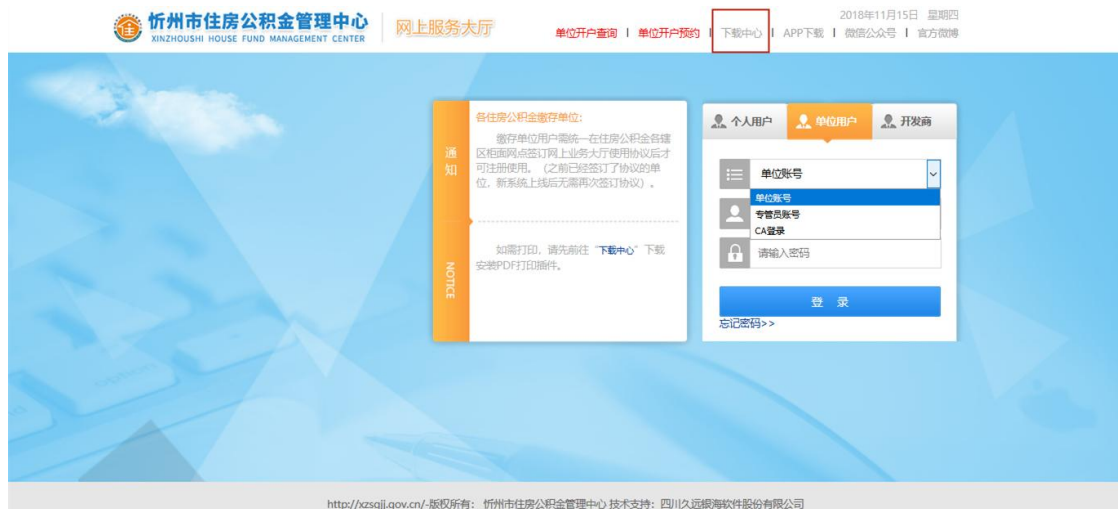 忻州市住房公积金管理中心
XINZHOUSHI HOUSE FUND MANAGEMENT CENTER
网上服务大厅
2018年11月15日 星期四
单位开户查询 | 单位开户预约 | 下载中心 | APP下载 | 微信公众号 | 官方微博
通知
各住房公积金缴存单位：
缴存单位用户需统一在住房公积金各辖
区柜面网点签订网上业务大厅使用协议后才
可注册使用。（之前已经签订了协议的单
位，新系统上线后无需再次签订协议）。
NOTICE
如需打印，请先前往“下载中心”下载
安装PDF打印插件。
个人用户 单位用户 开发商
单位账号
单位账号
专管员账号
CA登录
请输入密码
登 录
忘记密码>>
option
http://xzsgjj.gov.cn/-版权所有： 忻州市住房公积金管理中心 技术支持：四川久远银海软件股份有限公司